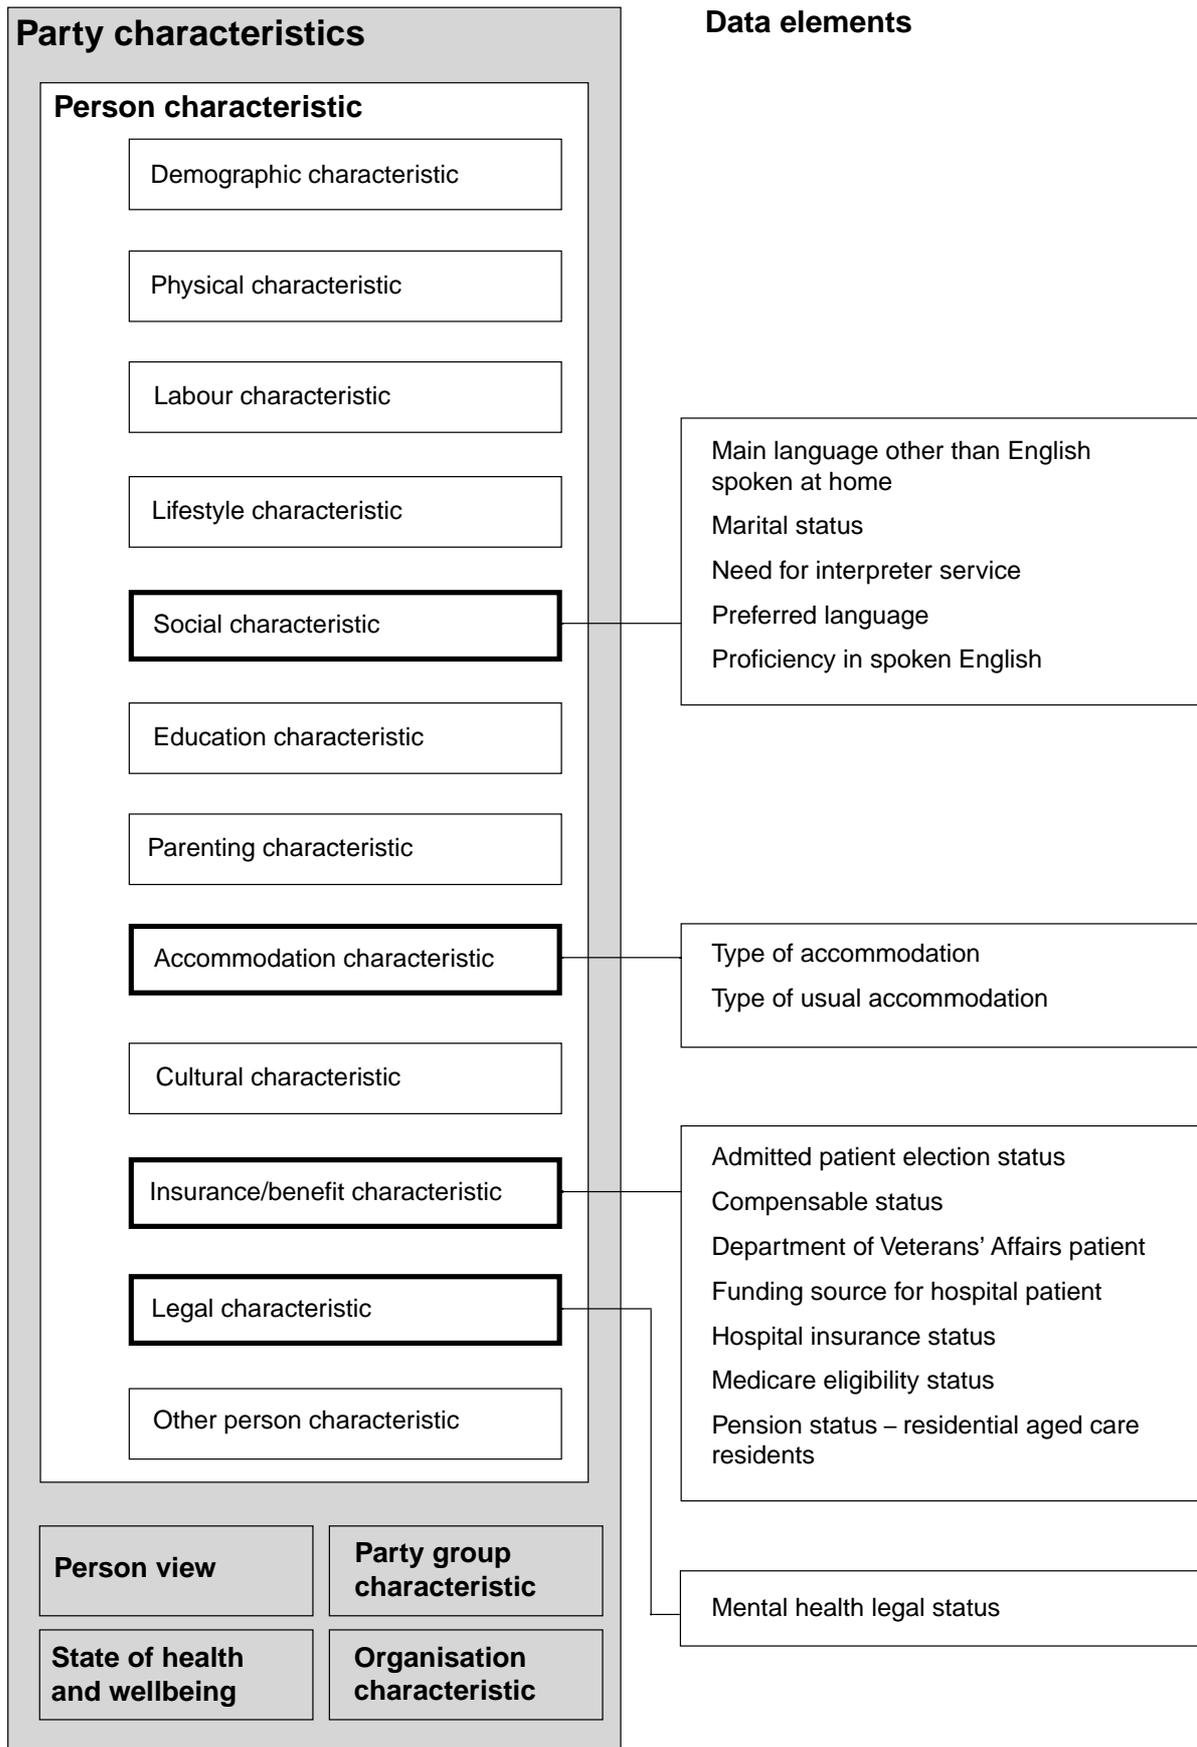 Party characteristics
Person characteristic
Demographic characteristic
Physical characteristic
Labour characteristic
Lifestyle characteristic
Social characteristic
Education characteristic
Parenting characteristic
Accommodation characteristic
Cultural characteristic
Insurance/benefit characteristic
Legal characteristic
Other person characteristic
Person view
Party group
characteristic
State of health
and wellbeing
Organisation
characteristic
Data elements
Main language other than English
spoken at home
Marital status
Need for interpreter service
Preferred language
Proficiency in spoken English
Type of accommodation
Type of usual accommodation
Admitted patient election status
Compensable status
Department of Veterans’ Affairs patient
Funding source for hospital patient
Hospital insurance status
Medicare eligibility status
Pension status – residential aged care
residents
Mental health legal status